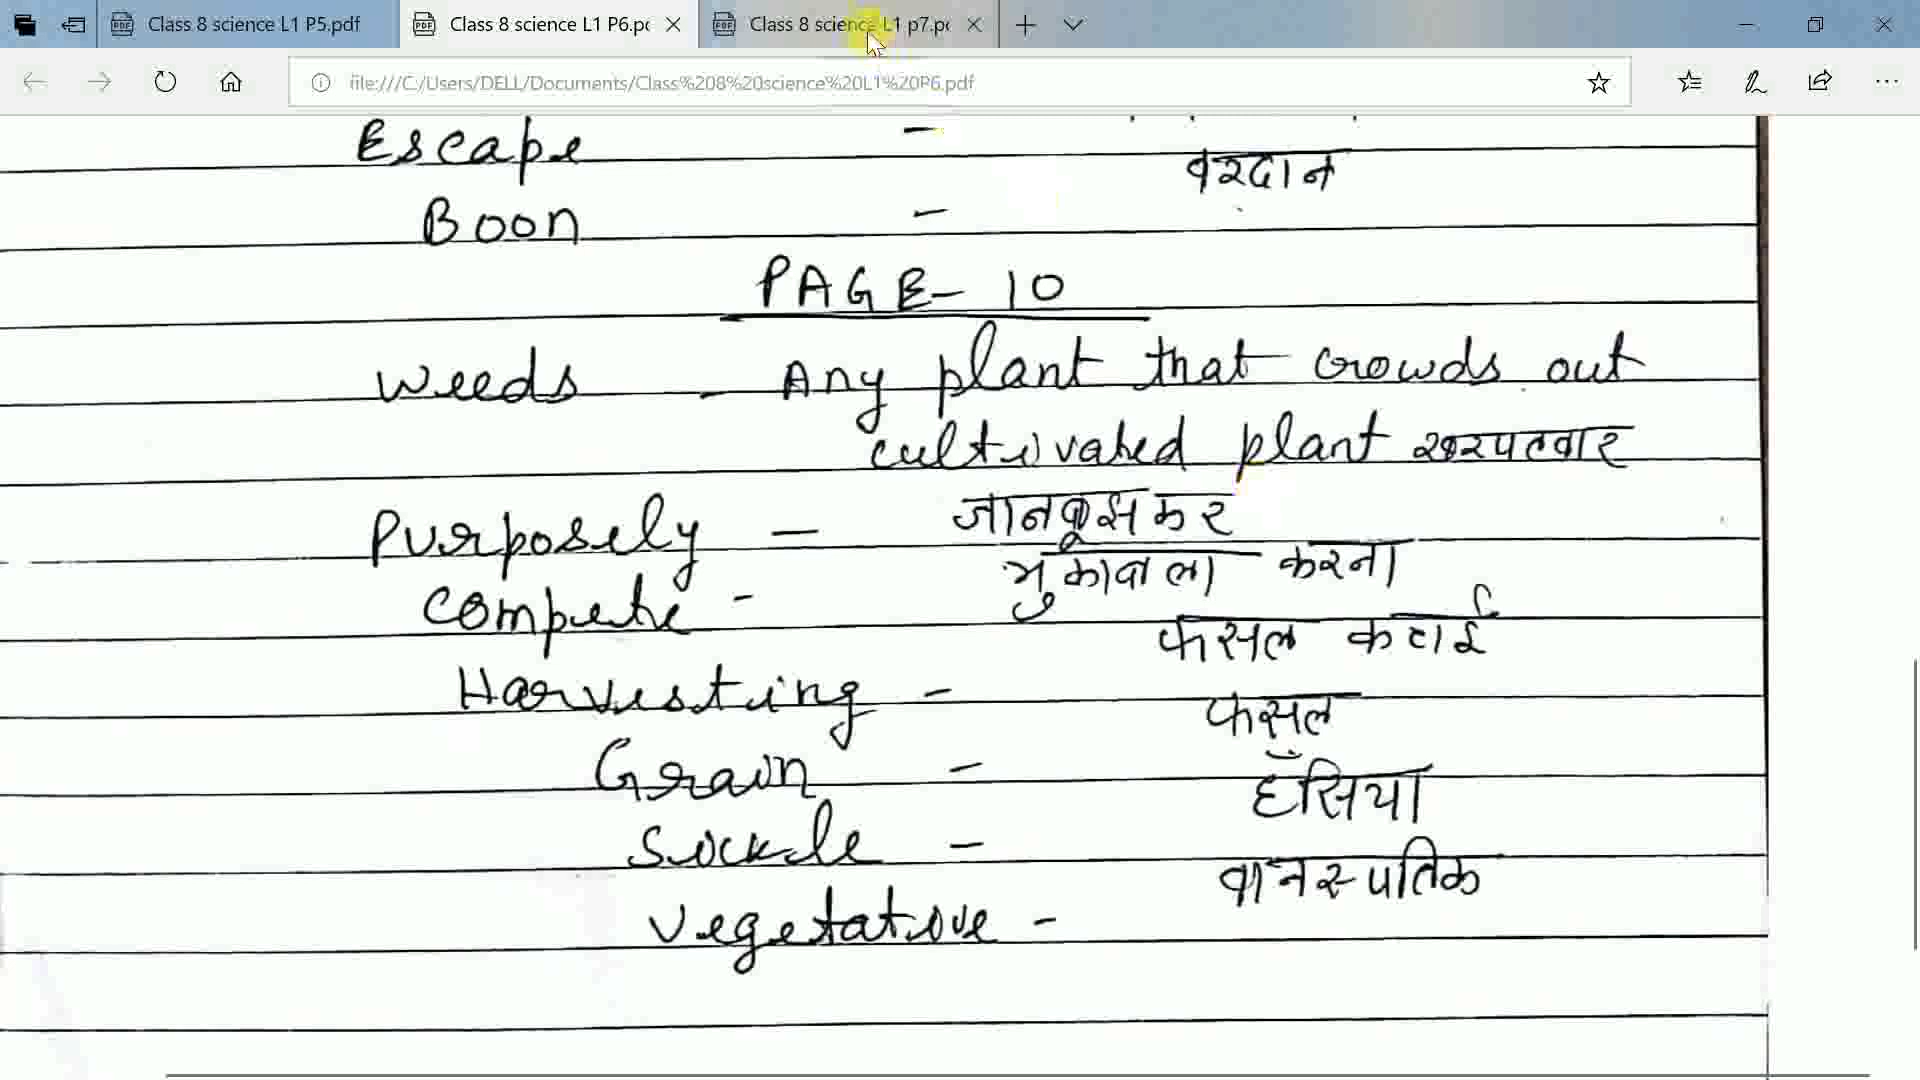 Class 8 science L1 P5.pdf
Class 8 science L1 P6.pc
Class 8 science L1 p7.pc
file:///C:/Users/DELL/Documents/Class%208%20science%20L1%20P6.pdf
Escape -
वरदान
Boon -
PAGE- 10
Weeds - Any plant that crowds out
cultivated plant खरपतवार
Purposely - जानबूझकर
Compete - मुकाबला करना
Harvesting - फसल कटाई
Grain - फसल
Sickle - हँसिया
Vegetative - वानस्पतिक